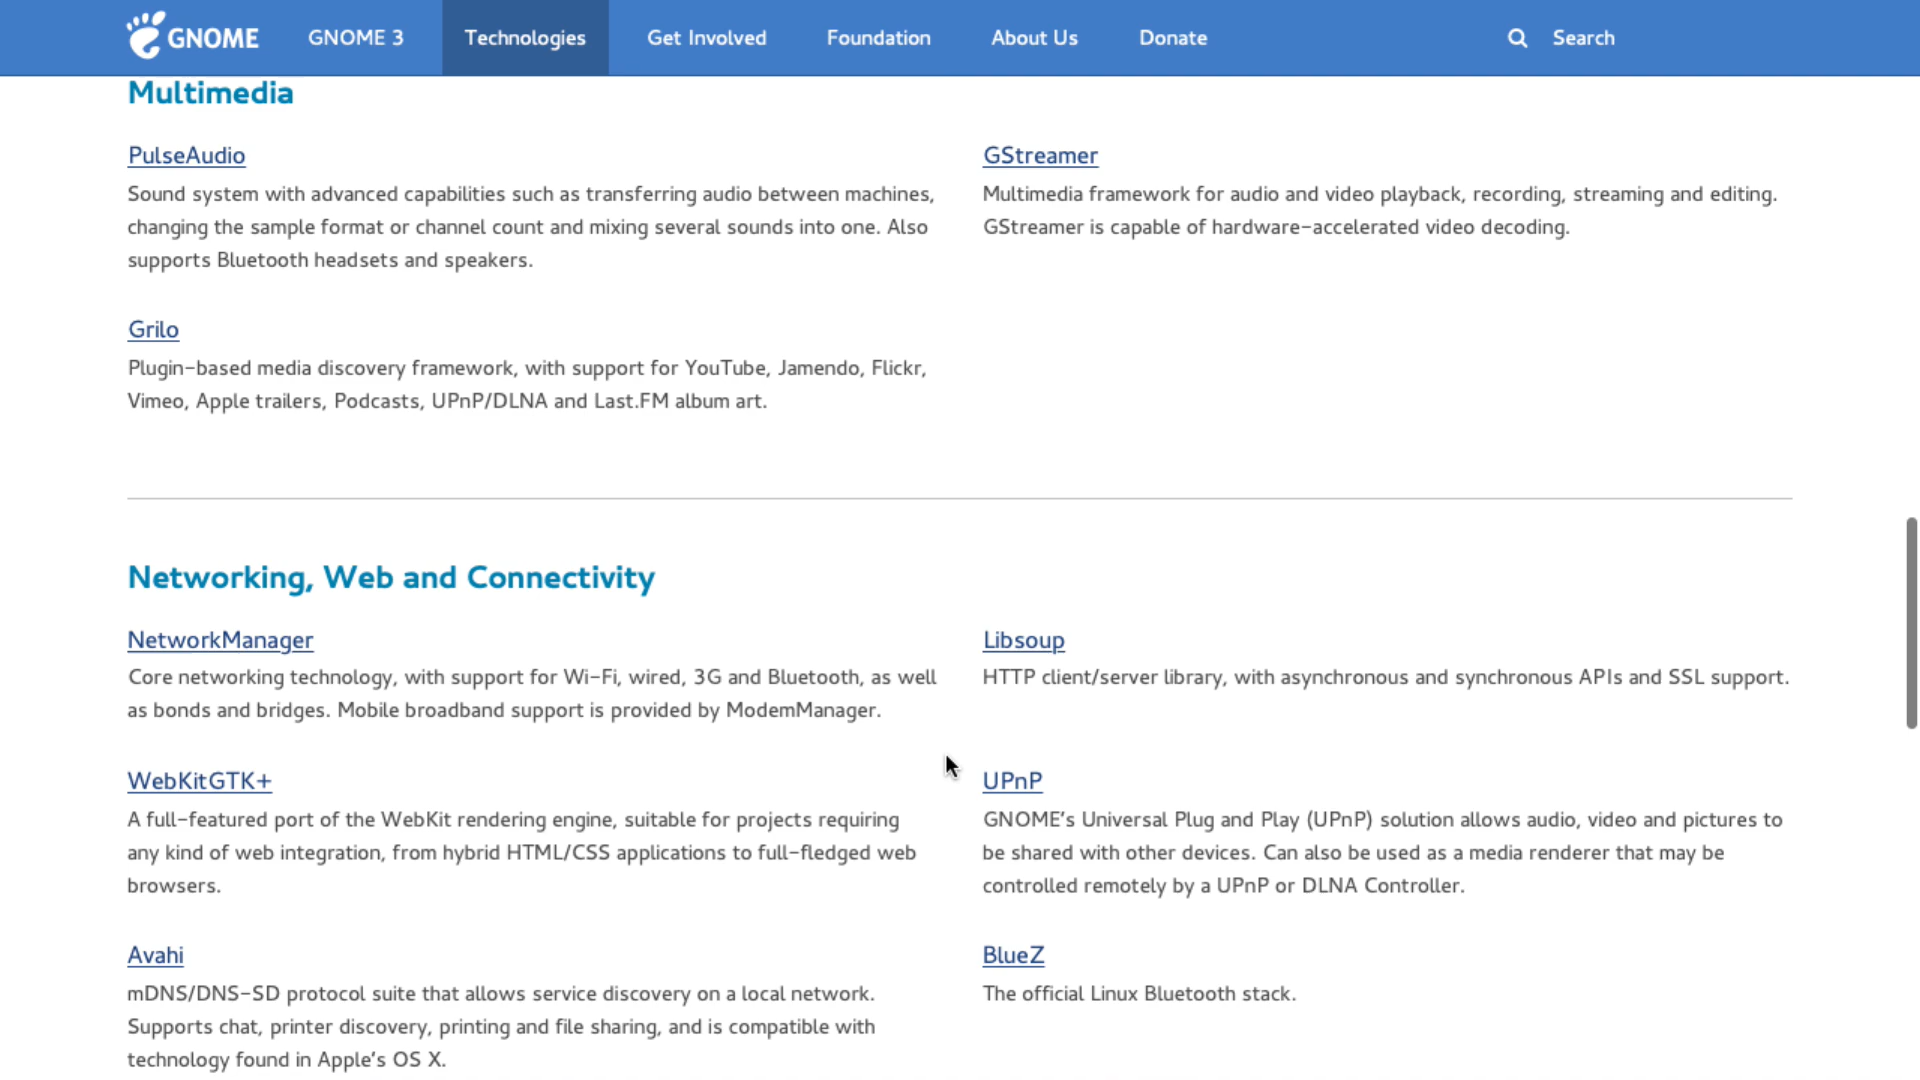 GNOME GNOME 3 Technologies Get Involved Foundation About Us Donate Search
Multimedia
PulseAudio
Sound system with advanced capabilities such as transferring audio between machines,
changing the sample format or channel count and mixing several sounds into one. Also
supports Bluetooth headsets and speakers.
GStreamer
Multimedia framework for audio and video playback, recording, streaming and editing.
GStreamer is capable of hardware-accelerated video decoding.
Grilo
Plugin-based media discovery framework, with support for YouTube, Jamendo, Flickr,
Vimeo, Apple trailers, Podcasts, UPnP/DLNA and Last.FM album art.
Networking, Web and Connectivity
NetworkManager
Core networking technology, with support for Wi-Fi, wired, 3G and Bluetooth, as well
as bonds and bridges. Mobile broadband support is provided by ModemManager.
Libsoup
HTTP client/server library, with asynchronous and synchronous APIs and SSL support.
WebKitGTK+
A full-featured port of the WebKit rendering engine, suitable for projects requiring
any kind of web integration, from hybrid HTML/CSS applications to full-fledged web
browsers.
UPnP
GNOME's Universal Plug and Play (UPnP) solution allows audio, video and pictures to
be shared with other devices. Can also be used as a media renderer that may be
controlled remotely by a UPnP or DLNA Controller.
Avahi
mDNS/DNS-SD protocol suite that allows service discovery on a local network.
Supports chat, printer discovery, printing and file sharing, and is compatible with
technology found in Apple's OS X.
BlueZ
The official Linux Bluetooth stack.